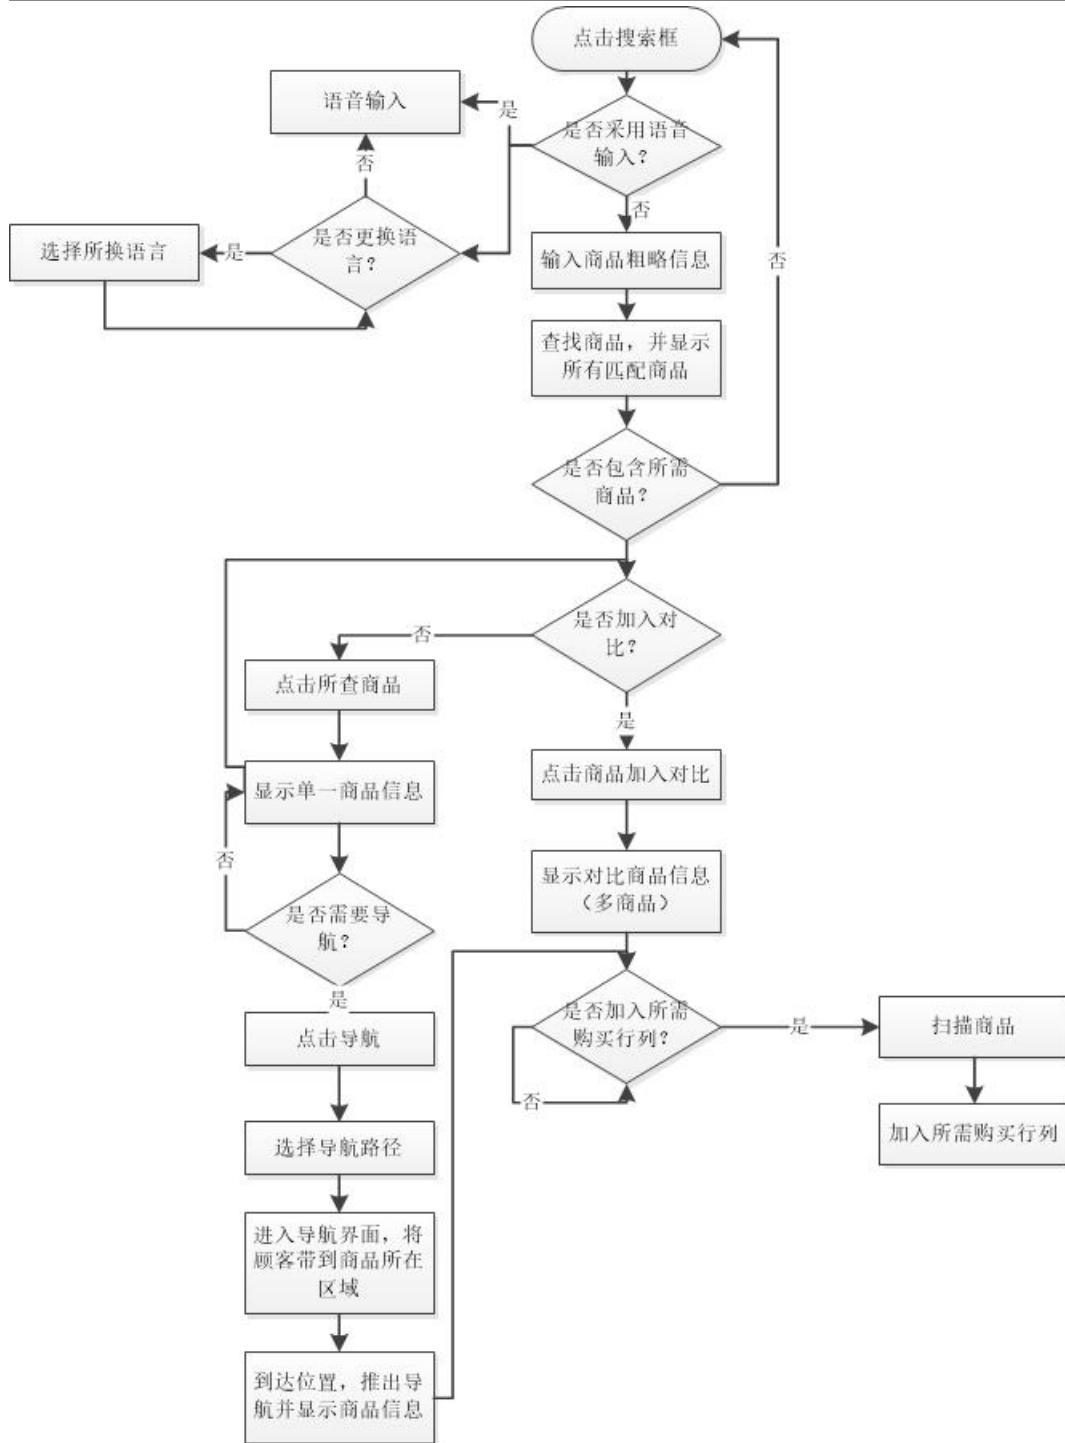 点击搜索框
语音输入
是
是否采用语音
输入？
否
否
是否更换语
言？
是
选择所换语言
输入商品粗略信息
否
查找商品，并显示
所有匹配商品
是否包含所需
商品？
是否加入对
比？
否
点击所查商品
是
显示单一商品信息
点击商品加入对比
否
显示对比商品信息
（多商品）
是否需要导
航？
是
点击导航
是否加入所需
购买行列？
是
扫描商品
否
加入所需购买行列
选择导航路径
进入导航界面，将
顾客带到商品所在
区域
到达位置，推出导
航并显示商品信息